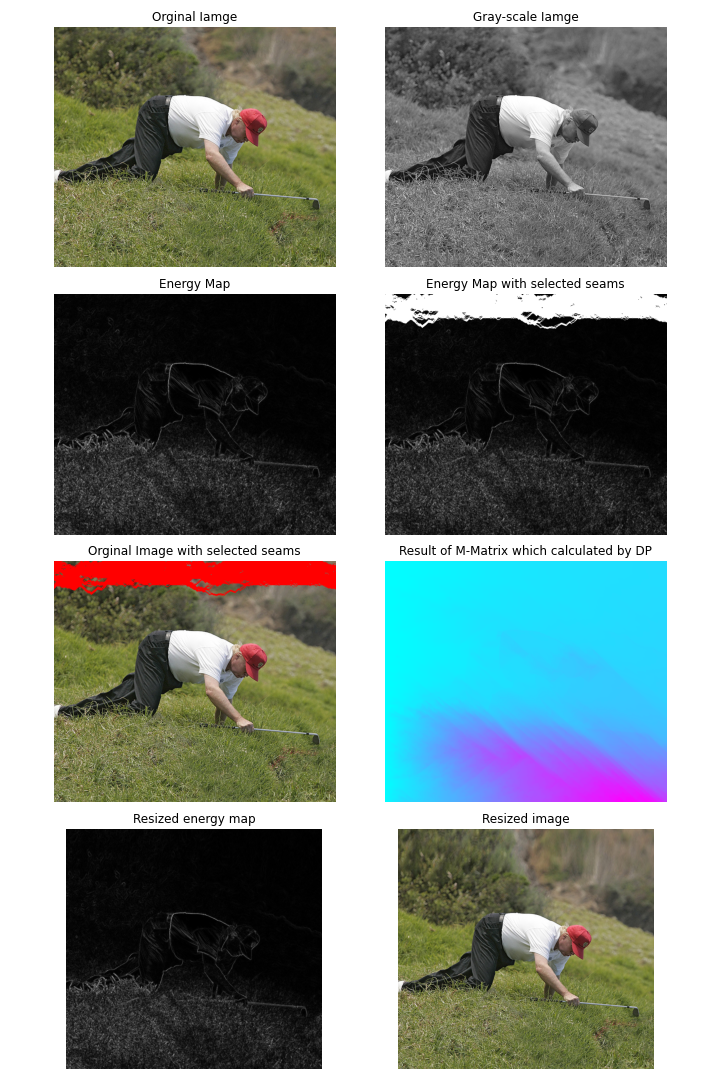 Orginal Iamge
Gray-scale Iamge
Energy Map
Energy Map with selected seams
Orginal Image with selected seams
Result of M-Matrix which calculated by DP
Resized energy map
Resized image